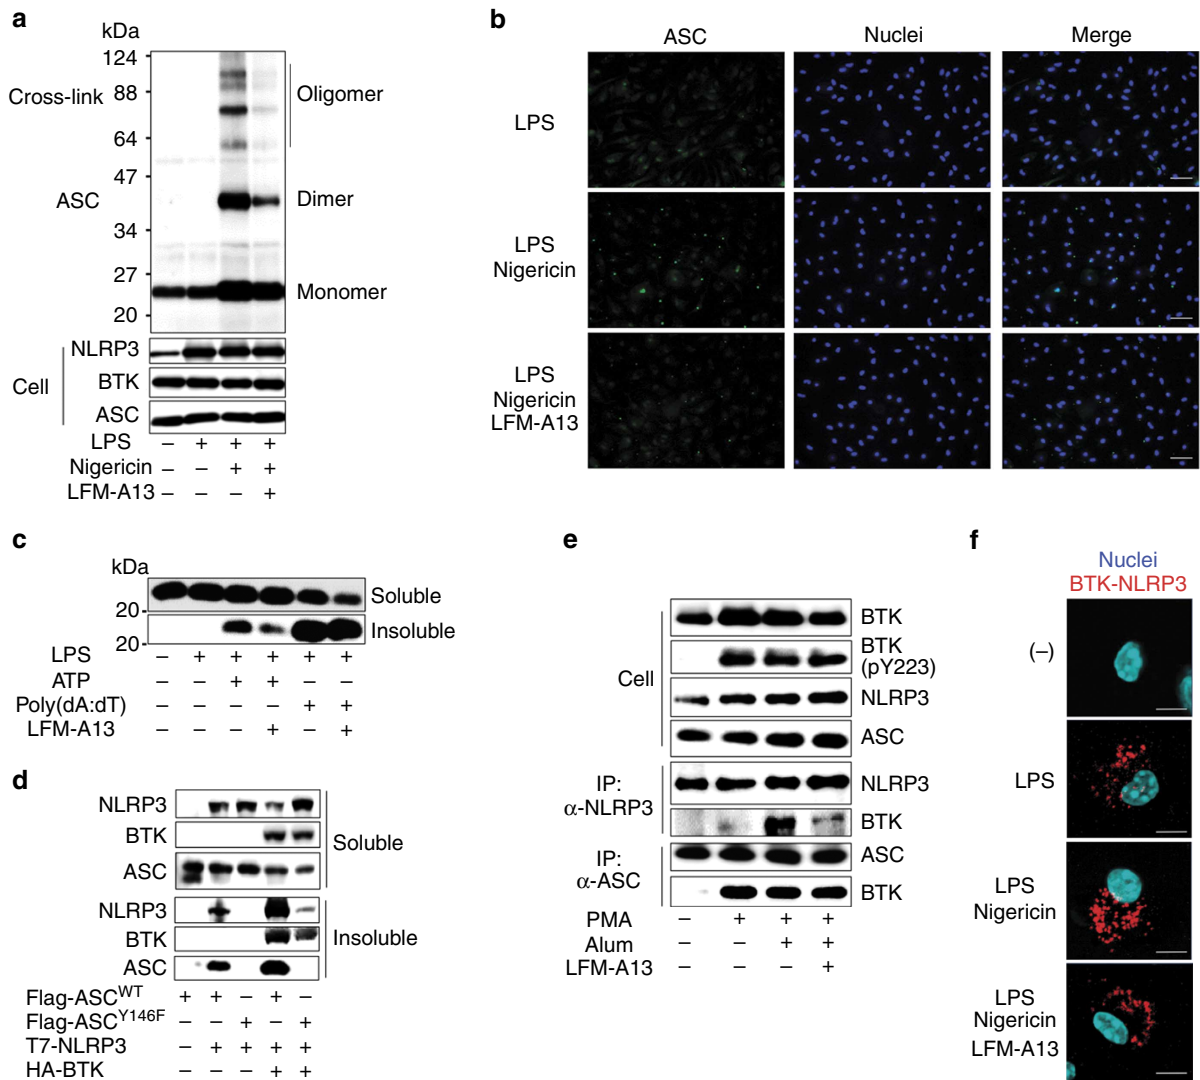 a
kDa
124
Cross-link
88
Oligomer
64
47
ASC
Dimer
34
27
Monomer
20
NLRP3
Cell
BTK
ASC
LPS – + + +
Nigericin – – + +
LFM-A13 – – – +
b
ASC Nuclei Merge
LPS
LPS
Nigericin
LPS
Nigericin
LFM-A13
c
kDa
20
Soluble
20
Insoluble
LPS – + + + + +
ATP – – + + – –
Poly(dA:dT) – – – – + +
LFM-A13 – – – + – +
d
NLRP3
BTK
Soluble
ASC
NLRP3
BTK
Insoluble
ASC
Flag-ASCWT + + – + –
Flag-ASCY146F – – + – +
T7-NLRP3 – + + + +
HA-BTK – – – + +
e
BTK
BTK
(pY223)
Cell
NLRP3
ASC
IP:
α-NLRP3
NLRP3
BTK
IP:
α-ASC
ASC
BTK
PMA – + + +
Alum – – + +
LFM-A13 – – – +
f
Nuclei
BTK-NLRP3
(–)
LPS
LPS
Nigericin
LPS
Nigericin
LFM-A13